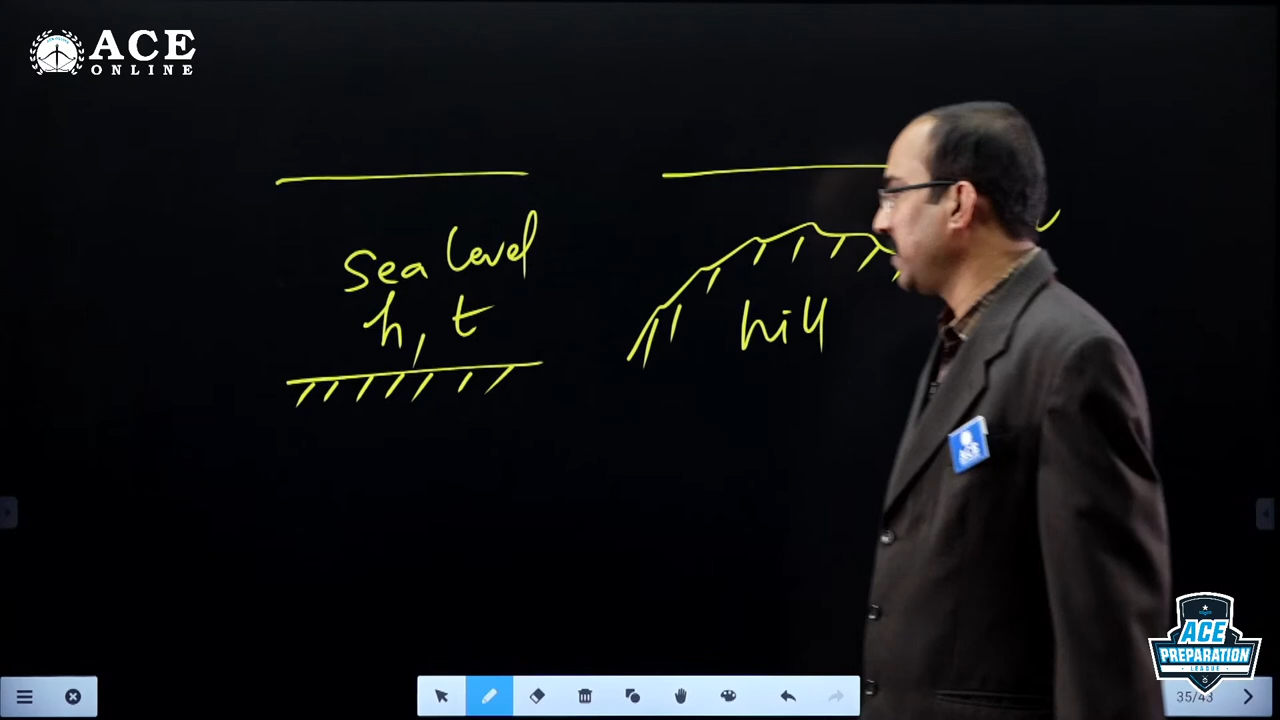 ACE
ONLINE
Sea level
h, t
hill
ACE
PREPARATION
LEAGUE
35/43